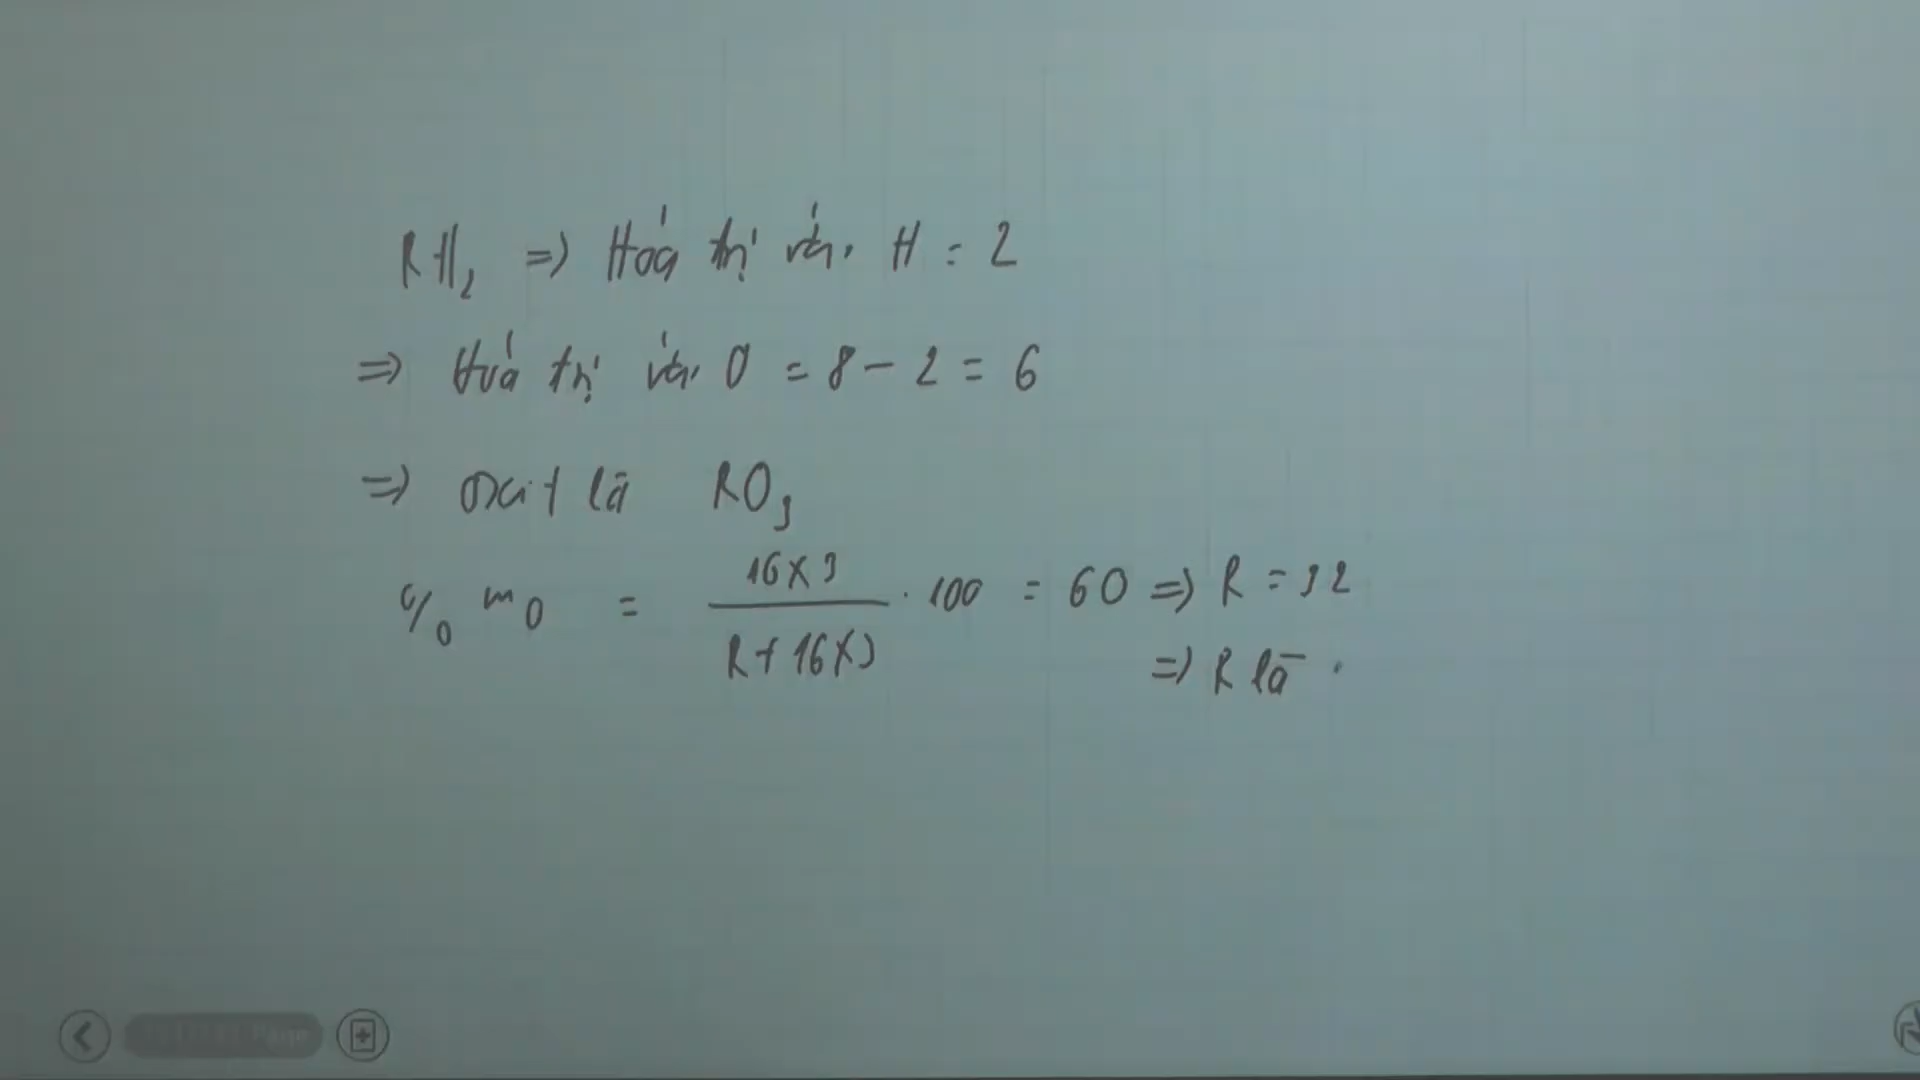 RH₂ => Hoá trị với H = 2
=> Hoá trị với O = 8 - 2 = 6
=> oxit là RO₃
% mO = (16x3)/(R + 16x3) . 100 = 60 => R = 32
=> R là
Page